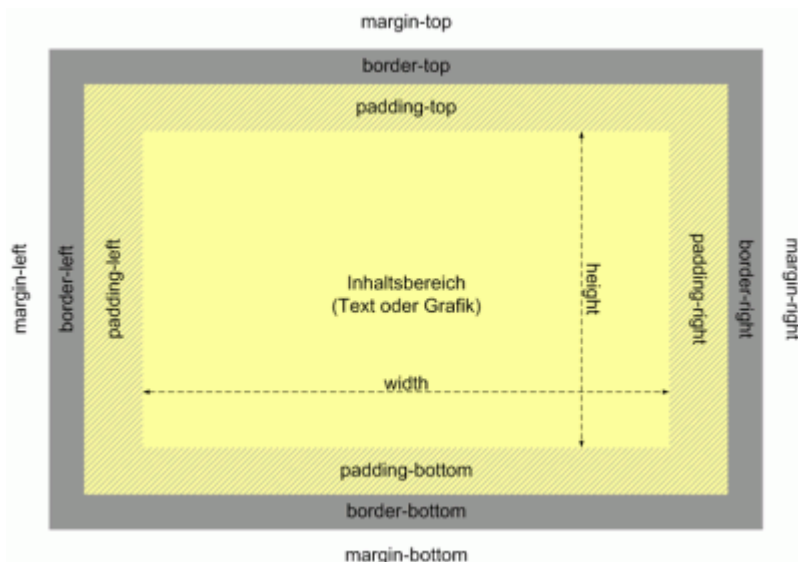 margin-top
border-top
padding-top
margin-left
border-left
padding-left
Inhaltsbereich
(Text oder Grafik)
height
padding-right
border-right
margin-right
width
padding-bottom
border-bottom
margin-bottom